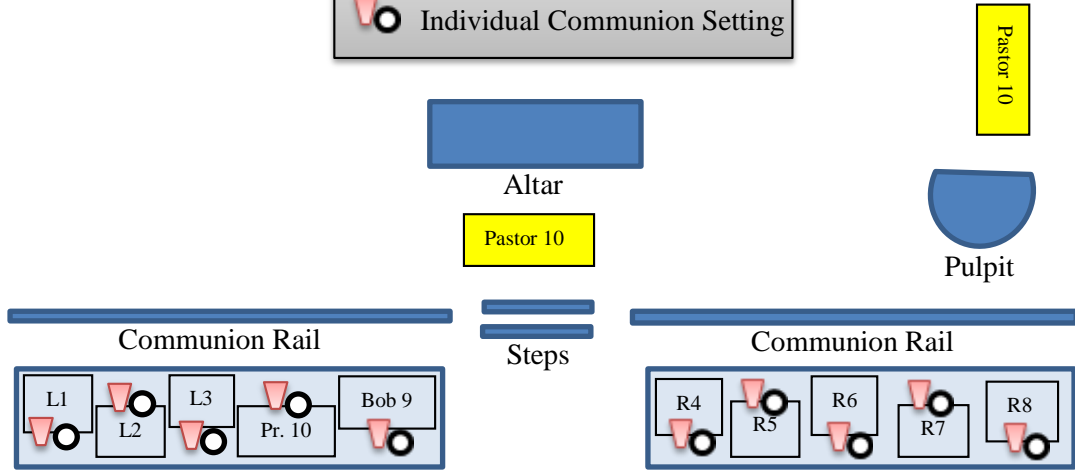 Individual Communion Setting
Pastor 10
Altar
Pastor 10
Pulpit
Communion Rail
Steps
Communion Rail
L1
L2
L3
Pr. 10
Bob 9
R4
R5
R6
R7
R8